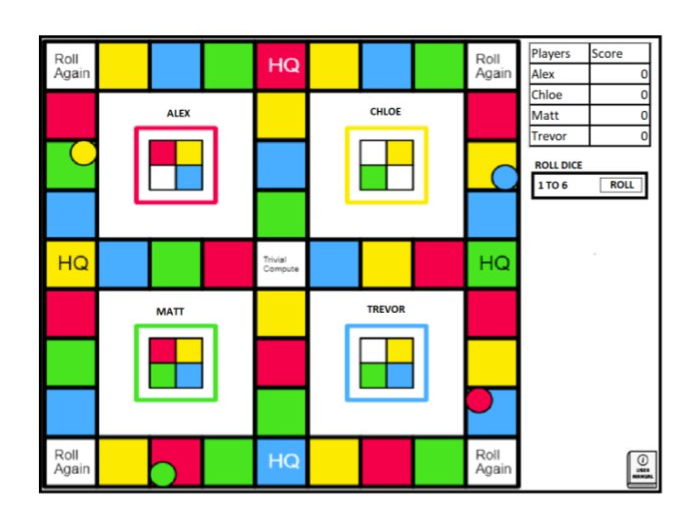 Roll
Again
HQ
Roll
Again
Players Score
Alex 0
Chloe 0
Matt 0
Trevor 0
ALEX
CHLOE
ROLL DICE
1 TO 6 ROLL
HQ
Trivial
Compute
HQ
MATT
TREVOR
Roll
Again
HQ
Roll
Again
i
USER
MANUAL